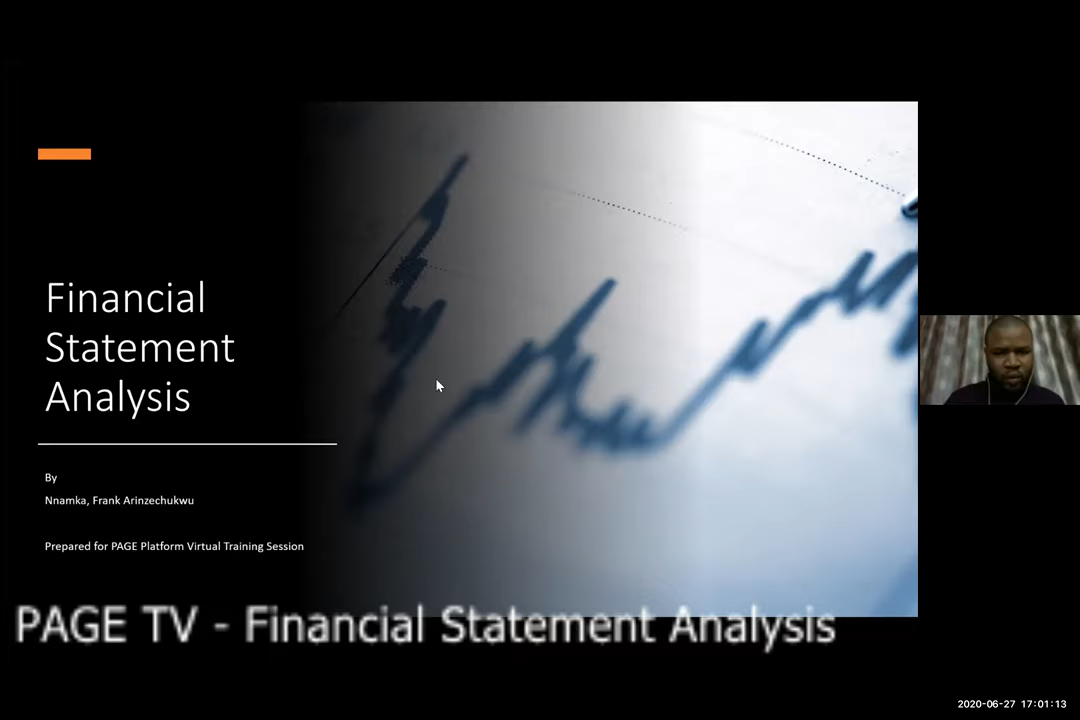 Financial
Statement
Analysis
By
Nnamka, Frank Arinzechukwu
Prepared for PAGE Platform Virtual Training Session
PAGE TV - Financial Statement Analysis
2020-06-27 17:01:13